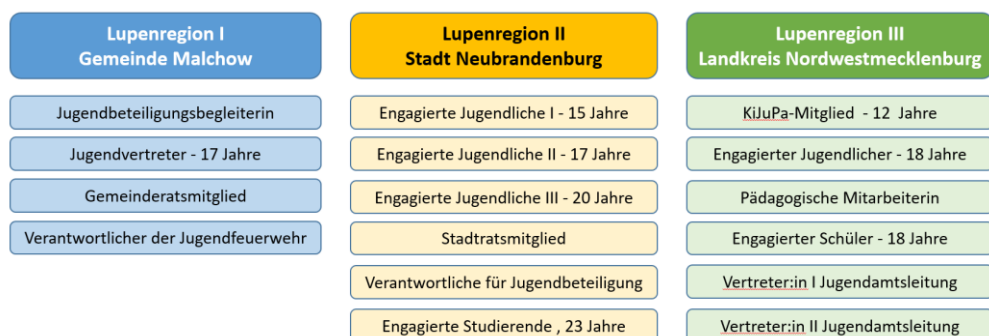 Lupenregion I
Gemeinde Malchow
Jugendbeteiligungsbegleiterin
Jugendvertreter - 17 Jahre
Gemeinderatsmitglied
Verantwortlicher der Jugendfeuerwehr
Lupenregion II
Stadt Neubrandenburg
Engagierte Jugendliche I - 15 Jahre
Engagierte Jugendliche II - 17 Jahre
Engagierte Jugendliche III - 20 Jahre
Stadtratsmitglied
Verantwortliche für Jugendbeteiligung
Engagierte Studierende , 23 Jahre
Lupenregion III
Landkreis Nordwestmecklenburg
KiJuPa-Mitglied - 12 Jahre
Engagierter Jugendlicher - 18 Jahre
Pädagogische Mitarbeiterin
Engagierter Schüler - 18 Jahre
Vertreter:in I Jugendamtsleitung
Vertreter:in II Jugendamtsleitung